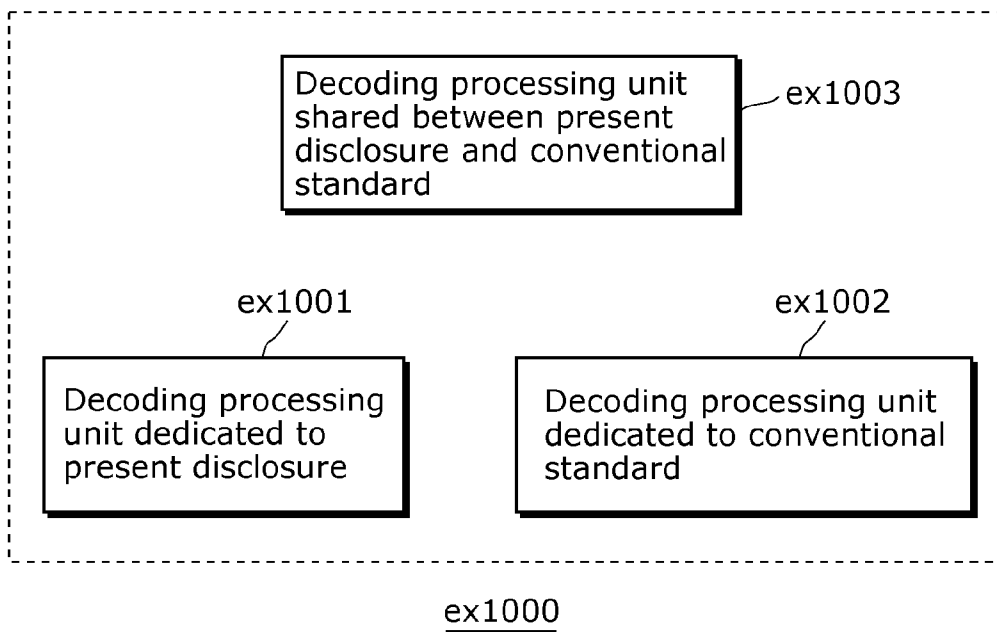 Decoding processing unit
shared between present
disclosure and conventional
standard
ex1003
ex1001
Decoding processing
unit dedicated to
present disclosure
ex1002
Decoding processing unit
dedicated to conventional
standard
ex1000